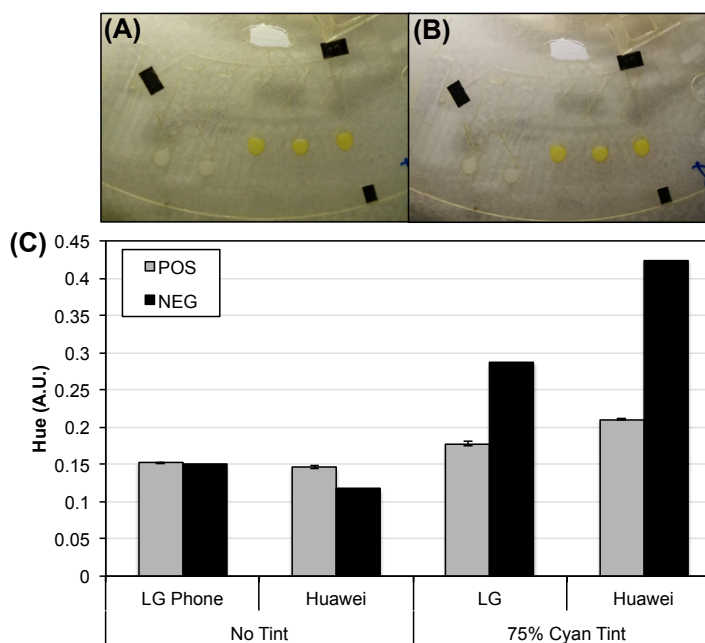 (A)
(B)
(C)
0.45
0.4
0.35
0.3
0.25
0.2
0.15
0.1
0.05
0
Hue (A.U.)
POS
NEG
LG Phone Huawei LG Huawei
No Tint 75% Cyan Tint